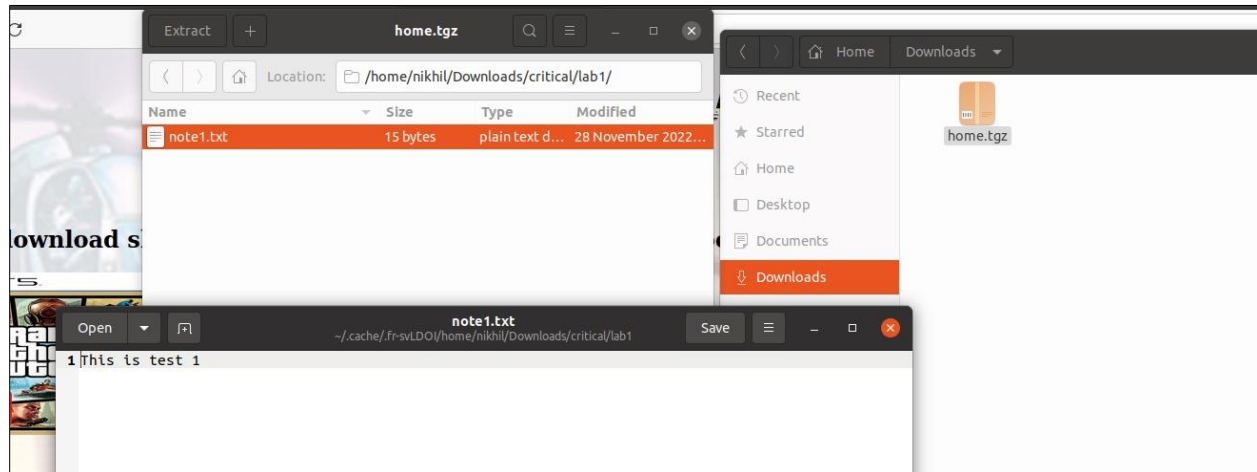 Extract
home.tgz
Location:
/home/nikhil/Downloads/critical/lab1/
Name
Size
Type
Modified
note1.txt
15 bytes
plain text d...
28 November 2022...
Home
Downloads
Recent
Starred
Home
Desktop
Documents
Downloads
home.tgz
Open
note1.txt
~/.cache/.fr-svLDOI/home/nikhil/Downloads/critical/lab1
Save
1 This is test 1